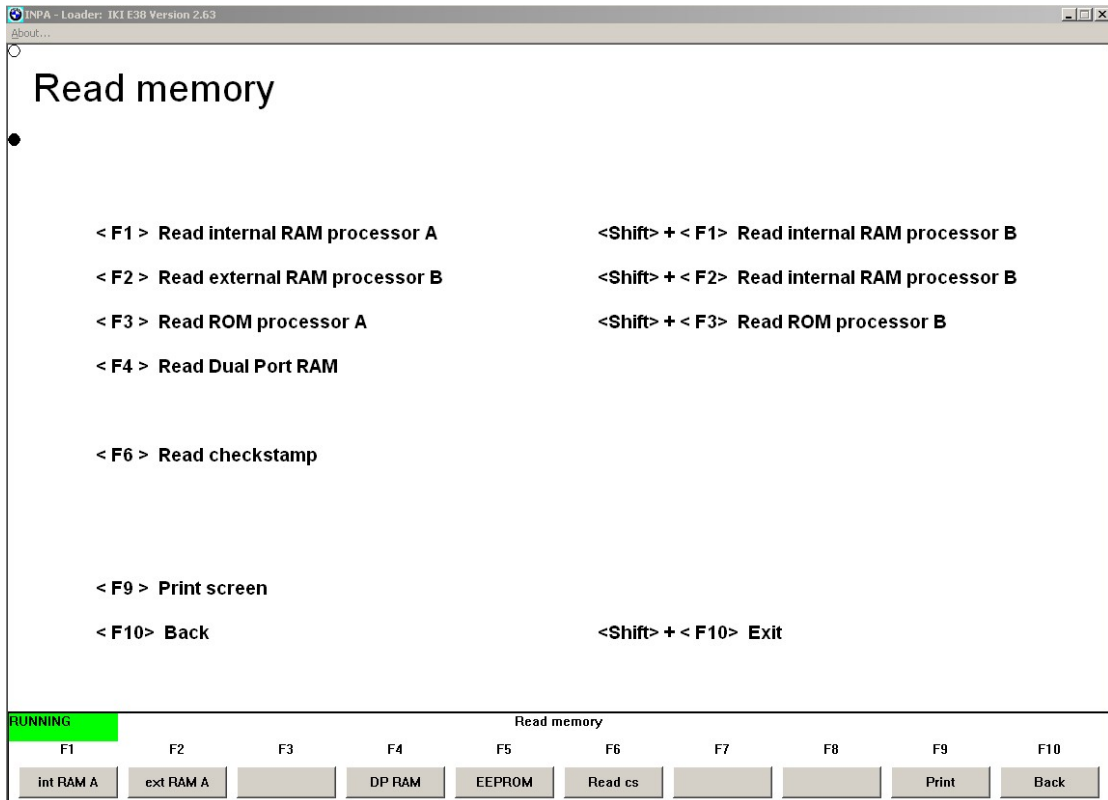 INPA - Loader: IKI E38 Version 2.63
About...
Read memory
< F1 > Read internal RAM processor A <Shift> + < F1> Read internal RAM processor B
< F2 > Read external RAM processor B <Shift> + < F2> Read internal RAM processor B
< F3 > Read ROM processor A <Shift> + < F3> Read ROM processor B
< F4 > Read Dual Port RAM
< F6 > Read checkstamp
< F9 > Print screen
< F10> Back <Shift> + < F10> Exit
RUNNING Read memory
F1 F2 F3 F4 F5 F6 F7 F8 F9 F10
int RAM A ext RAM A DP RAM EEPROM Read cs Print Back